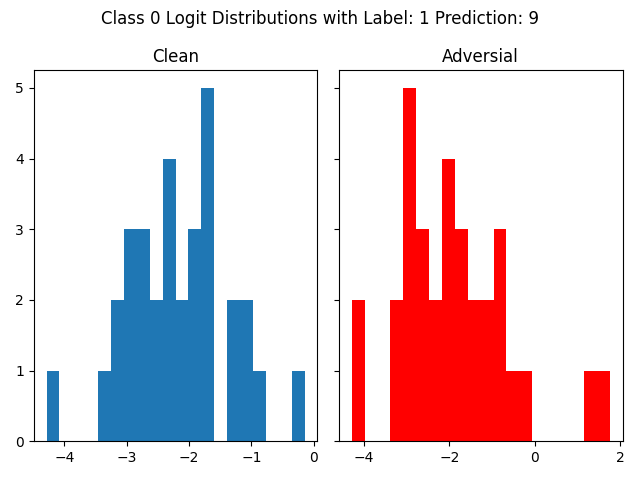 Class 0 Logit Distributions with Label: 1 Prediction: 9
Clean
Adversial
5
4
3
2
1
0
−4 −3 −2 −1 0
−4 −2 0 2